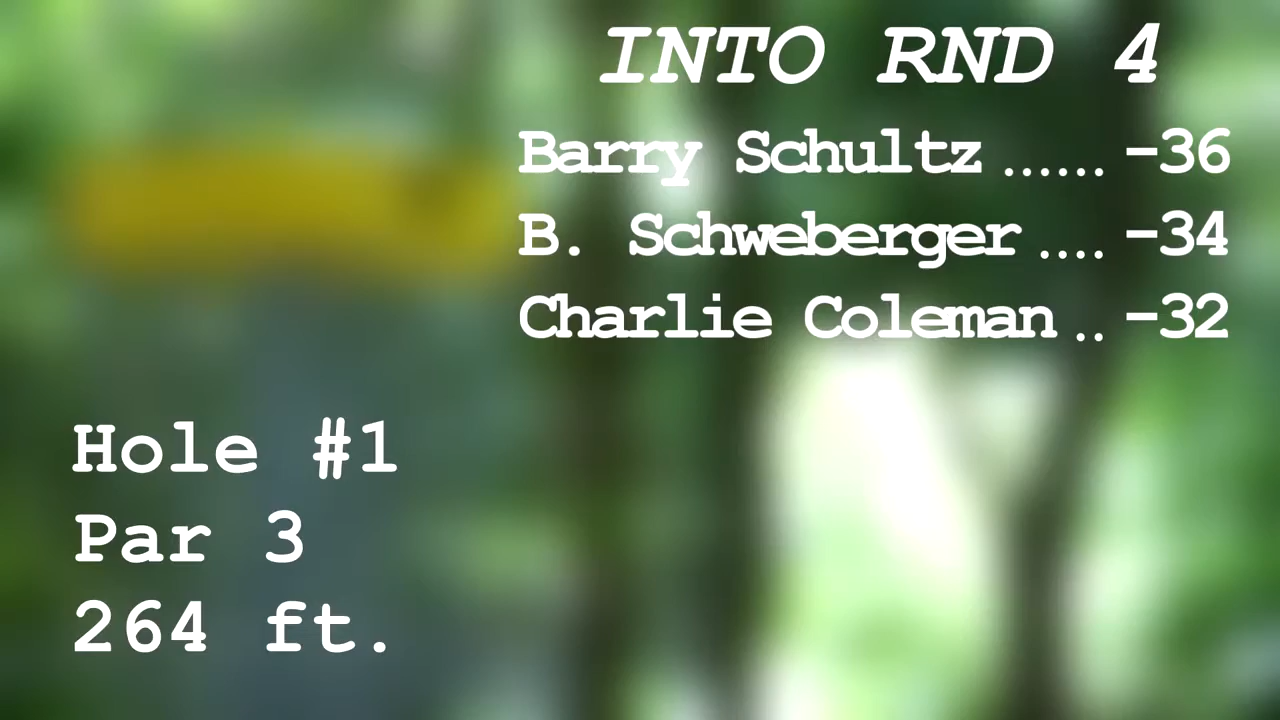 INTO RND 4
Barry Schultz ...... -36
B. Schweberger .... -34
Charlie Coleman .. -32
Hole #1
Par 3
264 ft.